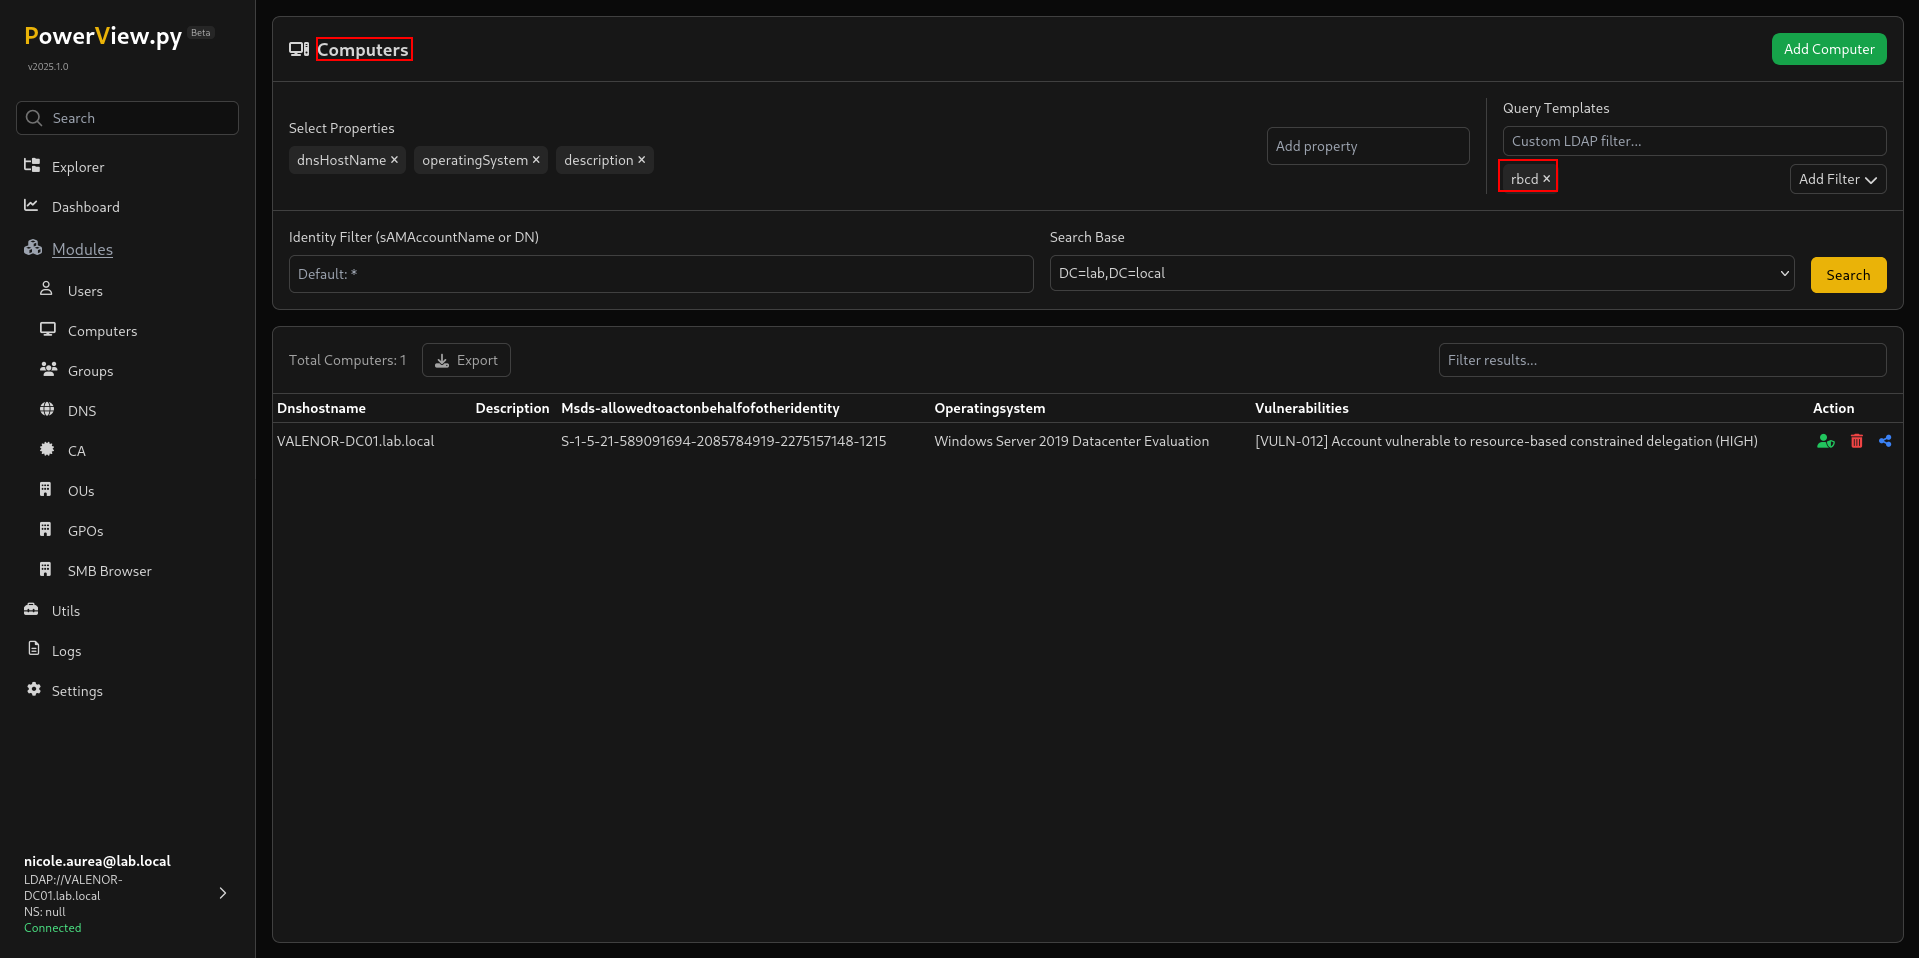 PowerView.py Beta
v2025.1.0
Search
Explorer
Dashboard
Modules
Users
Computers
Groups
DNS
CA
OUs
GPOs
SMB Browser
Utils
Logs
Settings
nicole.aurea@lab.local
LDAP://VALENOR-
DC01.lab.local
NS: null
Connected
Computers
Add Computer
Select Properties
dnsHostName × operatingSystem × description ×
Add property
Query Templates
Custom LDAP filter...
rbcd ×
Add Filter
Identity Filter (sAMAccountName or DN)
Default: *
Search Base
DC=lab,DC=local
Search
Total Computers: 1
Export
Filter results...
Dnshostname Description Msds-allowedtoactonbehalfofotheridentity Operatingsystem Vulnerabilities Action
VALENOR-DC01.lab.local S-1-5-21-589091694-2085784919-2275157148-1215 Windows Server 2019 Datacenter Evaluation [VULN-012] Account vulnerable to resource-based constrained delegation (HIGH)